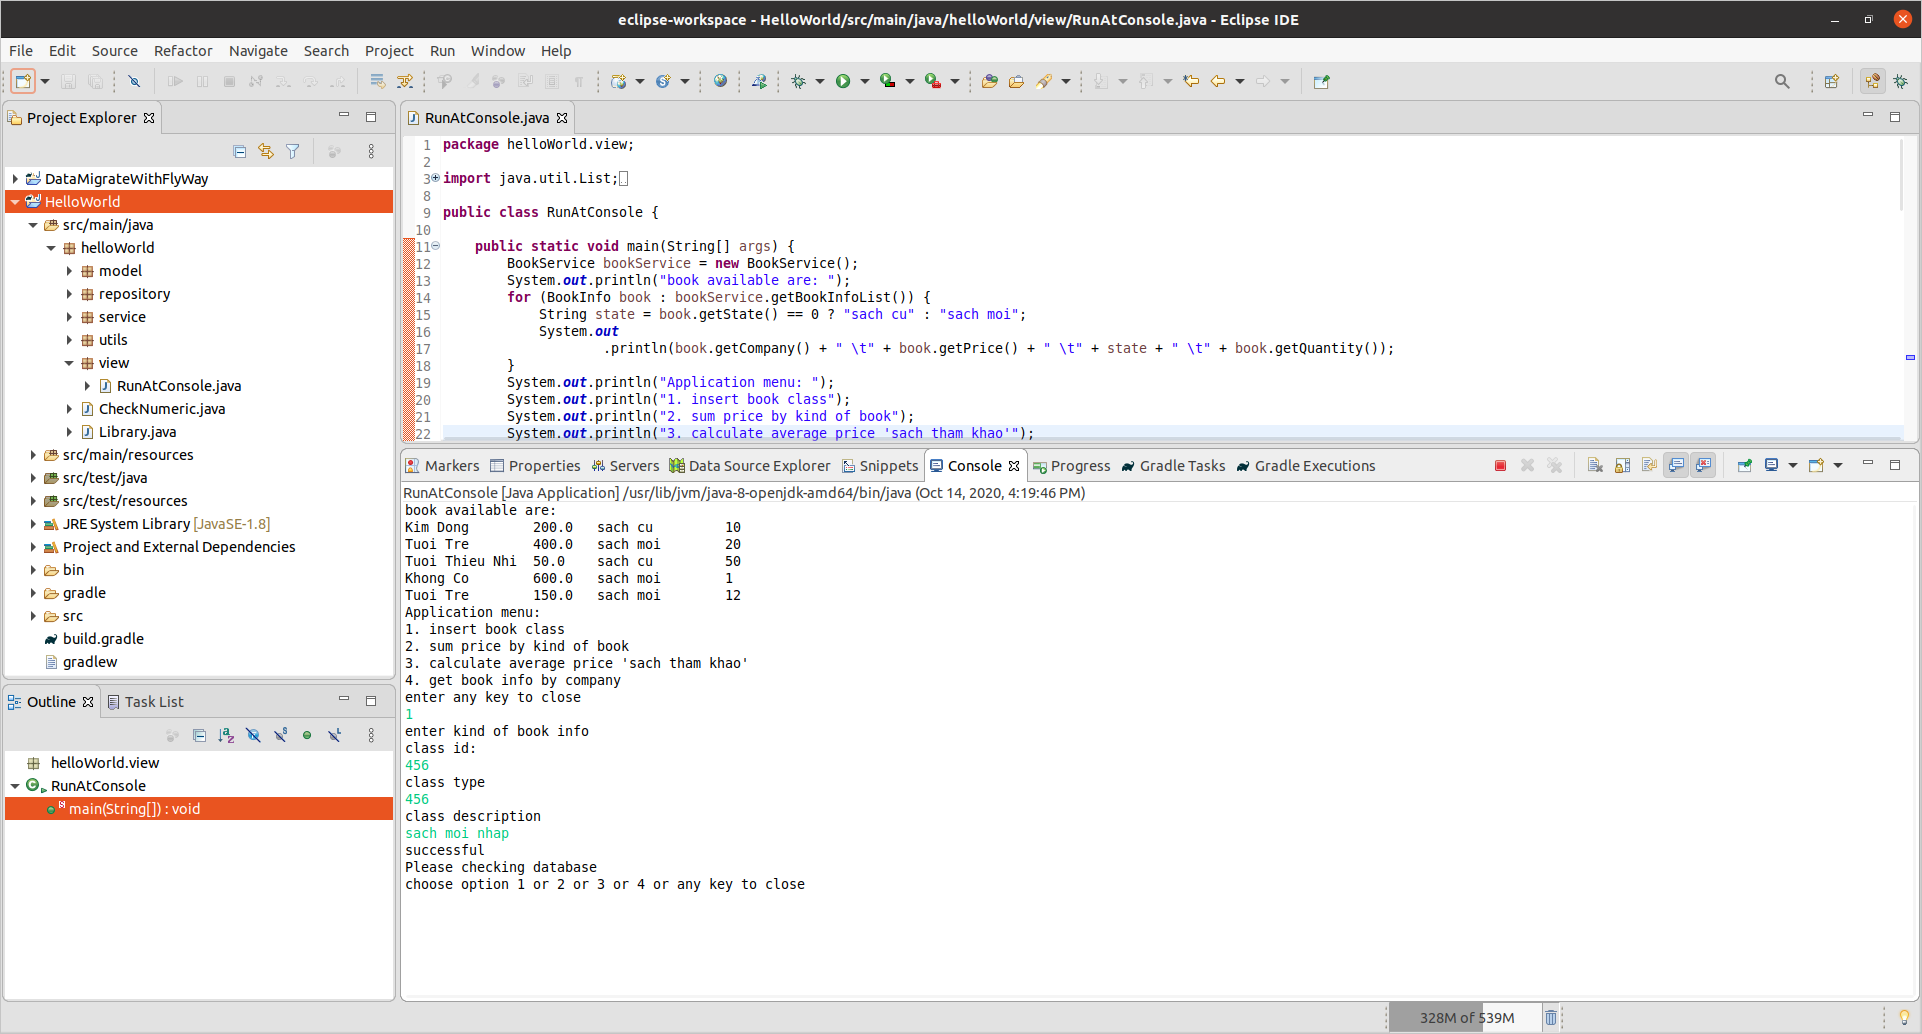 eclipse-workspace - HelloWorld/src/main/java/helloWorld/view/RunAtConsole.java - Eclipse IDE
File Edit Source Refactor Navigate Search Project Run Window Help
Project Explorer
DataMigrateWithFlyWay
HelloWorld
src/main/java
helloWorld
model
repository
service
utils
view
RunAtConsole.java
CheckNumeric.java
Library.java
src/main/resources
src/test/java
src/test/resources
JRE System Library [JavaSE-1.8]
Project and External Dependencies
bin
gradle
src
build.gradle
gradlew
Outline Task List
helloWorld.view
RunAtConsole
main(String[]) : void
RunAtConsole.java
1 package helloWorld.view;
2
3 import java.util.List;
8
9 public class RunAtConsole {
10
11 public static void main(String[] args) {
12 BookService bookService = new BookService();
13 System.out.println("book available are: ");
14 for (BookInfo book : bookService.getBookInfoList()) {
15 String state = book.getState() == 0 ? "sach cu" : "sach moi";
16 System.out
17 .println(book.getCompany() + " \t" + book.getPrice() + " \t" + state + " \t" + book.getQuantity());
18 }
19 System.out.println("Application menu: ");
20 System.out.println("1. insert book class");
21 System.out.println("2. sum price by kind of book");
22 System.out.println("3. calculate average price 'sach tham khao'");
Markers Properties Servers Data Source Explorer Snippets Console Progress Gradle Tasks Gradle Executions
RunAtConsole [Java Application] /usr/lib/jvm/java-8-openjdk-amd64/bin/java (Oct 14, 2020, 4:19:46 PM)
book available are:
Kim Dong 200.0 sach cu 10
Tuoi Tre 400.0 sach moi 20
Tuoi Thieu Nhi 50.0 sach cu 50
Khong Co 600.0 sach moi 1
Tuoi Tre 150.0 sach moi 12
Application menu:
1. insert book class
2. sum price by kind of book
3. calculate average price 'sach tham khao'
4. get book info by company
enter any key to close
1
enter kind of book info
class id:
456
class type
456
class description
sach moi nhap
successful
Please checking database
choose option 1 or 2 or 3 or 4 or any key to close
328M of 539M